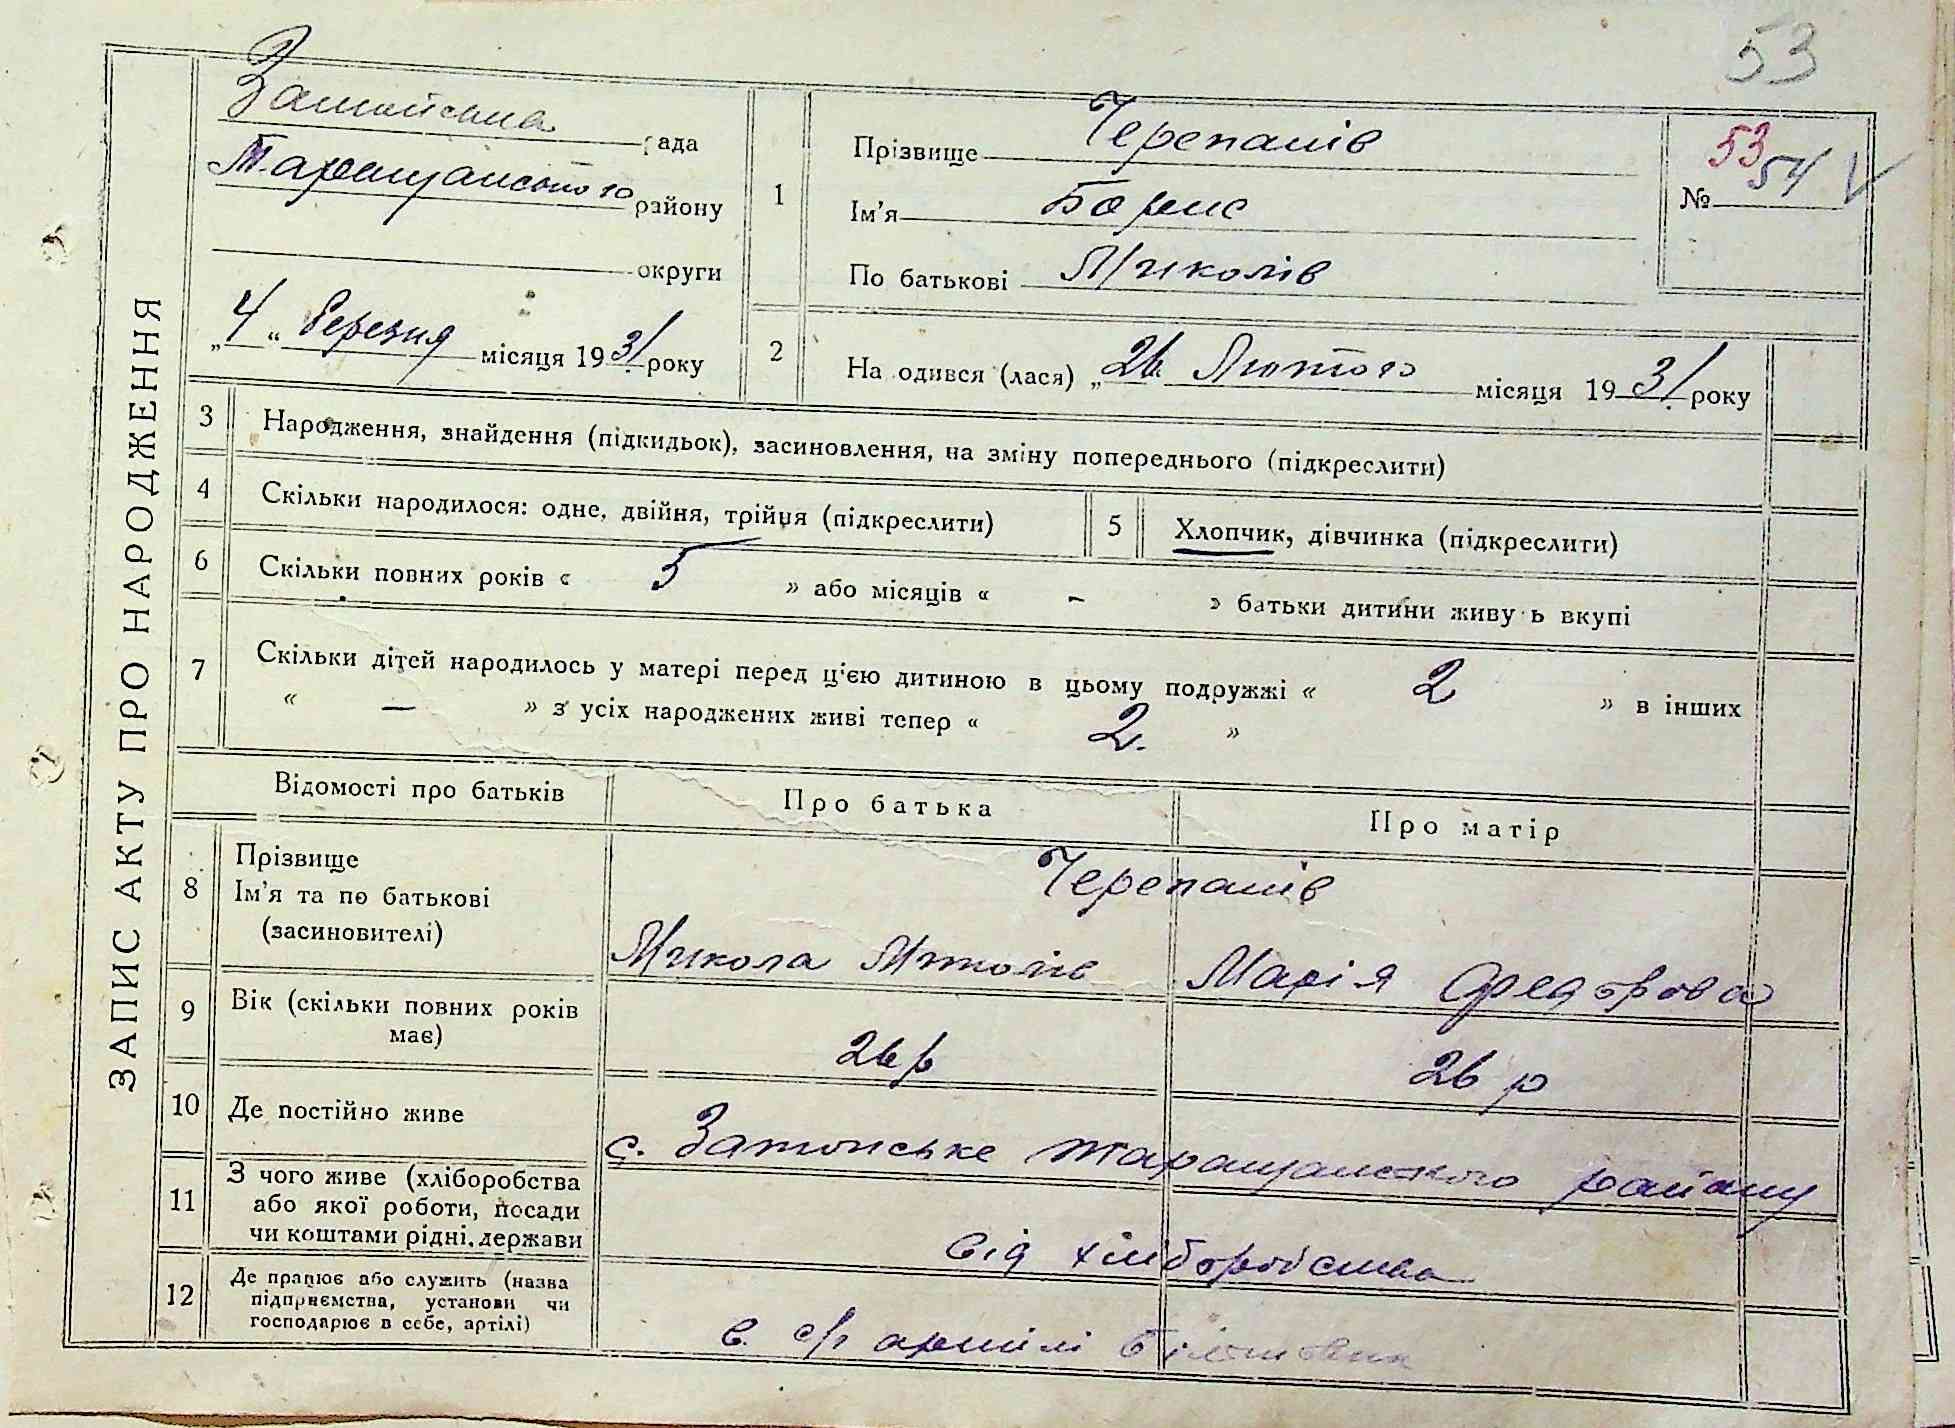 53
ЗАПИС АКТУ ПРО НАРОДЖЕННЯ
рада
Таращанського району
округи
„4“ березня місяця 1931 року
1
Прізвище Черепанів
Ім'я Борис
По батькові Миколів
№ 53 54 V
2
Народився (лася) „26“ Лютого місяця 1931 року
3 Народження, знайдення (підкидьок), засиновлення, на зміну попереднього (підкреслити)
4 Скільки народилося: одне, двійня, трійня (підкреслити)
5 Хлопчик, дівчинка (підкреслити)
6 Скільки повних років « 5 » або місяців « - » батьки дитини живуть вкупі
7 Скільки дітей народилось у матері перед цією дитиною в цьому подружжі « 2 » в інших
« — » з усіх народжених живі тепер « 2. »
Відомості про батьків Про батька Про матір
8 Прізвище
Ім'я та по батькові
(засиновителі)
Черепанів
Микола Миколів Марія Федорова
9 Вік (скільки повних років
має)
26 р 26 р
10 Де постійно живе
с. Таращанського району
11 З чого живе (хліборобства
або якої роботи, посади
чи коштами рідні, держави
від хліборобства
12 Де працює або служить (назва
підприємства, установи чи
господарює в себе, артілі)
в с/г артілі